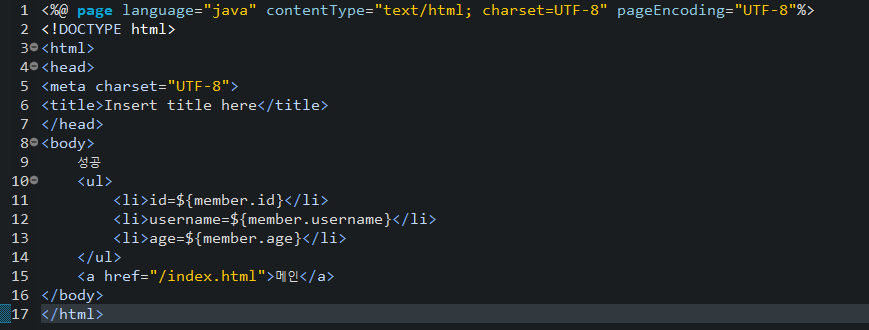 1 <%@ page language="java" contentType="text/html; charset=UTF-8" pageEncoding="UTF-8"%>
2 <!DOCTYPE html>
3 <html>
4 <head>
5 <meta charset="UTF-8">
6 <title>Insert title here</title>
7 </head>
8 <body>
9     성공
10     <ul>
11         <li>id=${member.id}</li>
12         <li>username=${member.username}</li>
13         <li>age=${member.age}</li>
14     </ul>
15     <a href="/index.html">메인</a>
16 </body>
17 </html>